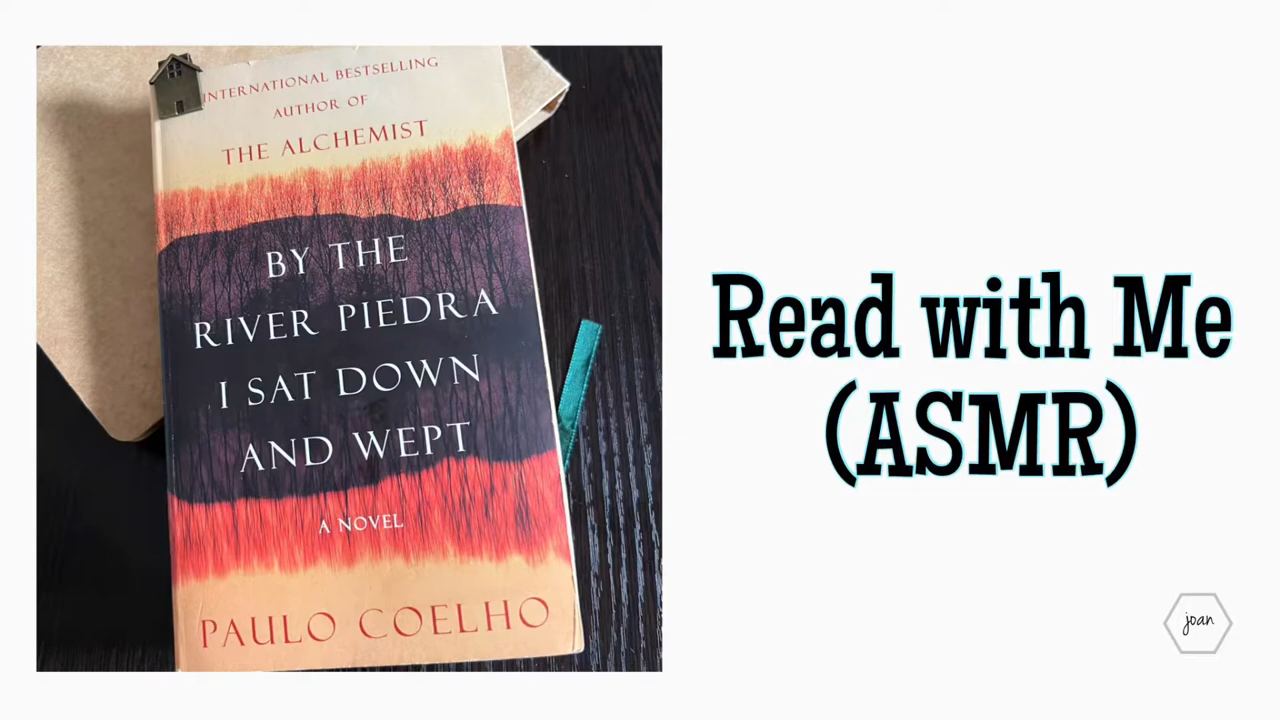 INTERNATIONAL BESTSELLING
AUTHOR OF
THE ALCHEMIST
BY THE
RIVER PIEDRA
I SAT DOWN
AND WEPT
A NOVEL
PAULO COELHO
Read with Me
(ASMR)
joan